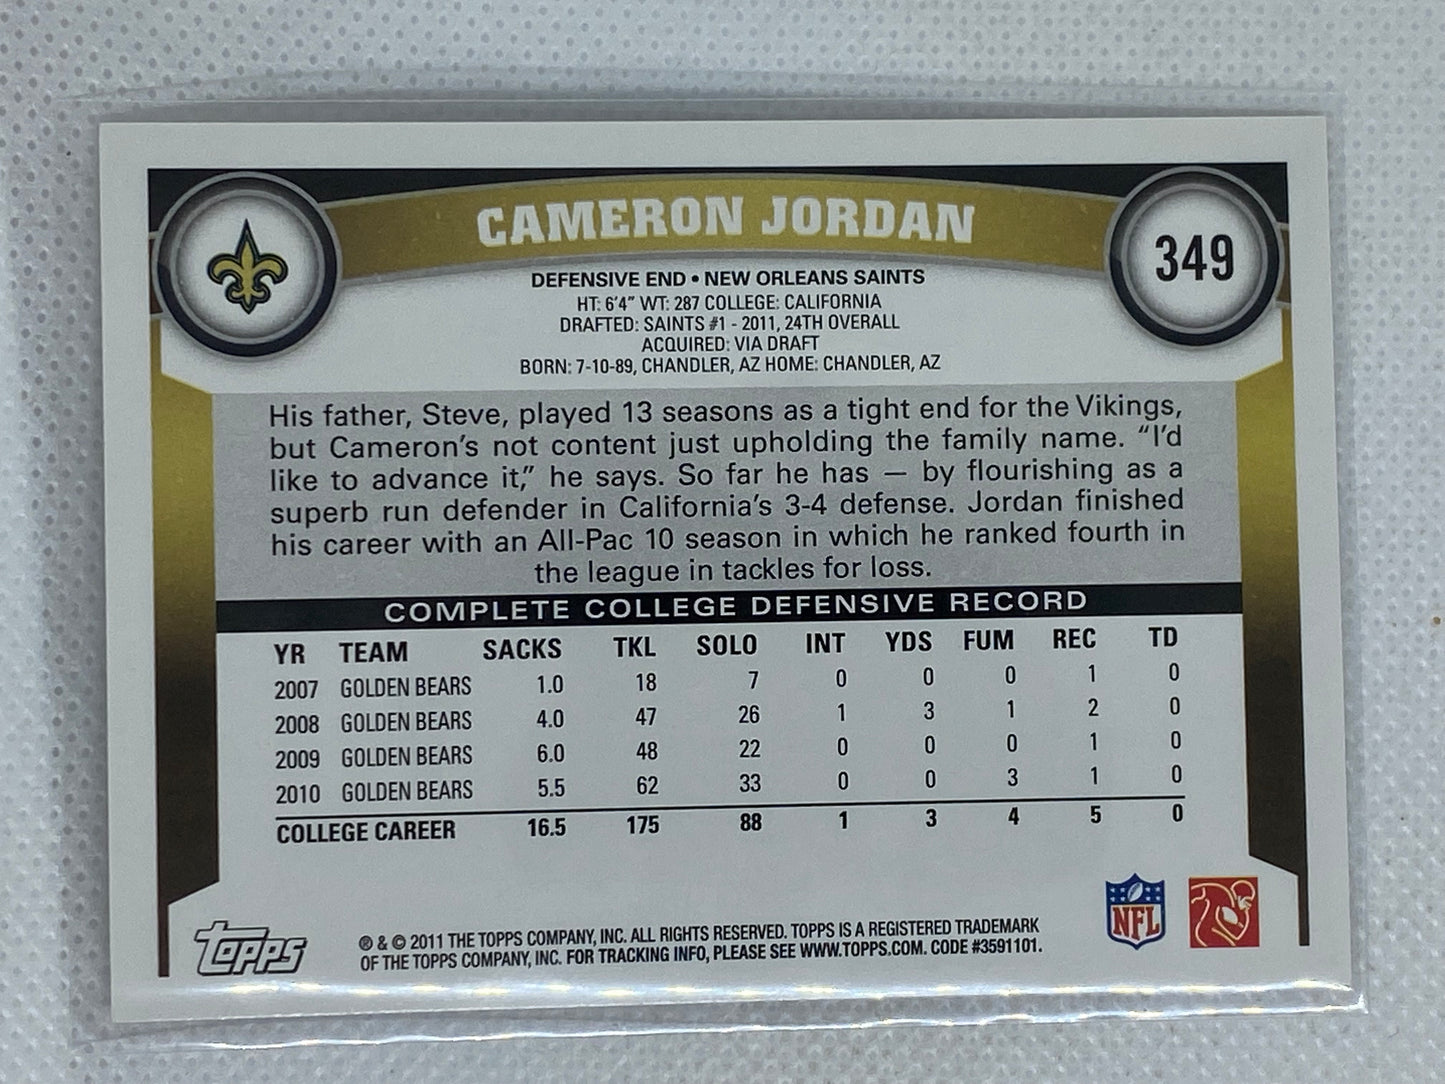 CAMERON JORDAN
349
DEFENSIVE END • NEW ORLEANS SAINTS
HT: 6'4" WT: 287 COLLEGE: CALIFORNIA
DRAFTED: SAINTS #1 - 2011, 24TH OVERALL
ACQUIRED: VIA DRAFT
BORN: 7-10-89, CHANDLER, AZ HOME: CHANDLER, AZ
His father, Steve, played 13 seasons as a tight end for the Vikings,
but Cameron's not content just upholding the family name. “I'd
like to advance it,” he says. So far he has — by flourishing as a
superb run defender in California's 3-4 defense. Jordan finished
his career with an All-Pac 10 season in which he ranked fourth in
the league in tackles for loss.
COMPLETE COLLEGE DEFENSIVE RECORD
YR TEAM SACKS TKL SOLO INT YDS FUM REC TD
2007 GOLDEN BEARS 1.0 18 7 0 0 0 1 0
2008 GOLDEN BEARS 4.0 47 26 1 3 1 2 0
2009 GOLDEN BEARS 6.0 48 22 0 0 0 1 0
2010 GOLDEN BEARS 5.5 62 33 0 0 3 1 0
COLLEGE CAREER 16.5 175 88 1 3 4 5 0
Topps
® & © 2011 THE TOPPS COMPANY, INC. ALL RIGHTS RESERVED. TOPPS IS A REGISTERED TRADEMARK
OF THE TOPPS COMPANY, INC. FOR TRACKING INFO, PLEASE SEE WWW.TOPPS.COM. CODE #3591101.
NFL